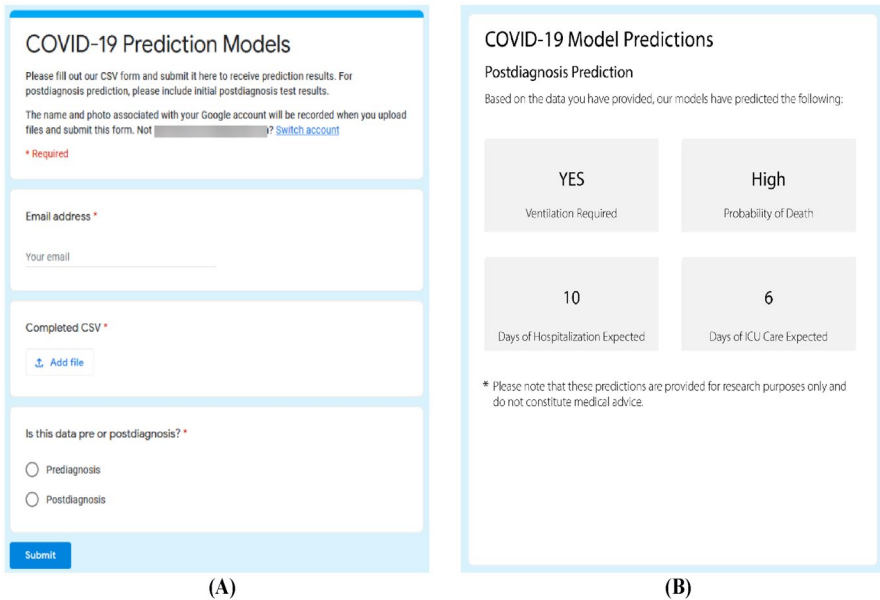 COVID-19 Prediction Models
Please fill out our CSV form and submit it here to receive prediction results. For
postdiagnosis prediction, please include initial postdiagnosis test results.
The name and photo associated with your Google account will be recorded when you upload
files and submit this form. Not ? Switch account
* Required
Email address *
Your email
Completed CSV *
Add file
Is this data pre or postdiagnosis? *
Prediagnosis
Postdiagnosis
Submit
(A)
COVID-19 Model Predictions
Postdiagnosis Prediction
Based on the data you have provided, our models have predicted the following:
YES
Ventilation Required
High
Probability of Death
10
Days of Hospitalization Expected
6
Days of ICU Care Expected
* Please note that these predictions are provided for research purposes only and
do not constitute medical advice.
(B)